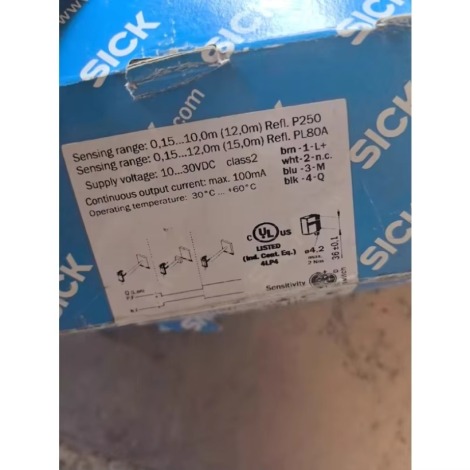 www.
SICK
SICK
SICK
SICK
Sensing range: 0,15...10,0m (12,0m) Refl. P250
Sensing range: 0,15...12,0m (15,0m) Refl. PL80A
Supply voltage: 10...30VDC class2
Continuous output current: max. 100mA
Operating temperature: 30°C ... +60°C
brn -1-L+
wht-2-n.c.
blu -3-M
blk -4-Q
C UL US
LISTED
(Ind. Cont. Eq.)
4LP4
ø4,2
36±0.1
Sensitivity